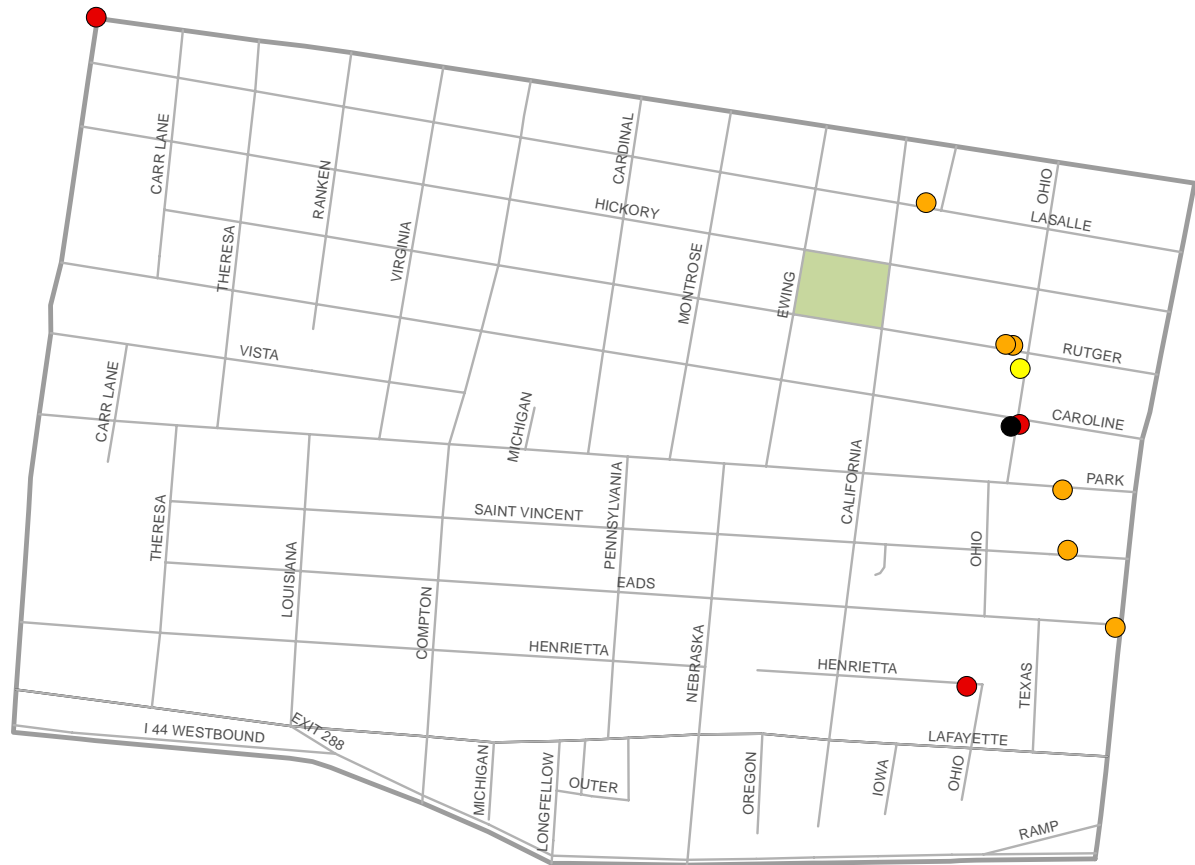 CARDINAL
CARR LANE
RANKEN
OHIO
HICKORY
LASALLE
THERESA
VIRGINIA
MONTROSE
EWING
VISTA
RUTGER
CARR LANE
MICHIGAN
CAROLINE
CALIFORNIA
PARK
PENNSYLVANIA
SAINT VINCENT
THERESA
OHIO
LOUISIANA
EADS
COMPTON
HENRIETTA
NEBRASKA
HENRIETTA
TEXAS
I 44 WESTBOUND
EXIT 288
LAFAYETTE
MICHIGAN
LONGFELLOW
OUTER
OREGON
IOWA
OHIO
RAMP